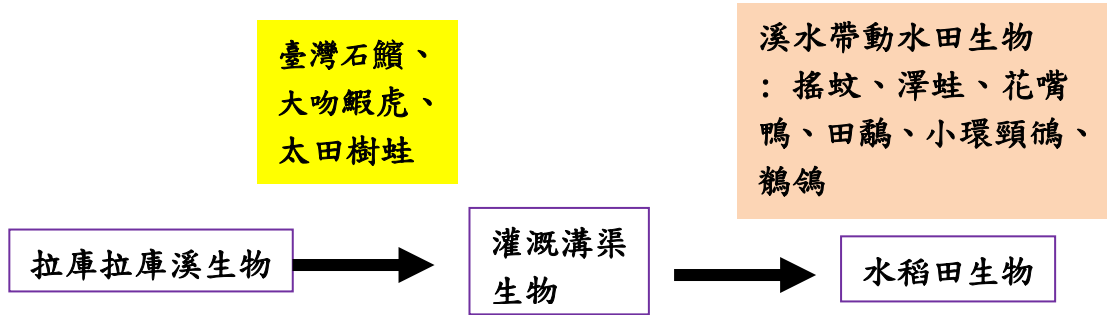 臺灣石鱝、
大吻鰕虎、
太田樹蛙
溪水帶動水田生物
：搖蚊、澤蛙、花嘴
鴨、田鷸、小環頸鴴、
鶺鴒
拉庫拉庫溪生物
灌溉溝渠
生物
水稻田生物